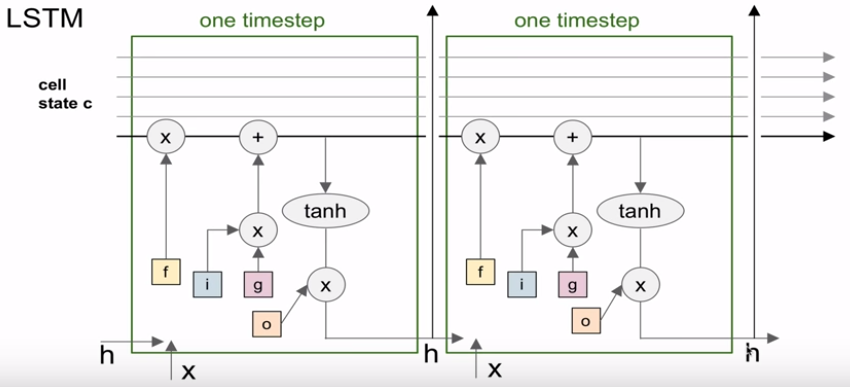 LSTM
one timestep
one timestep
cell
state c
x
+
x
+
tanh
tanh
x
x
f
i
g
x
f
i
g
x
o
o
h
x
h
x
h